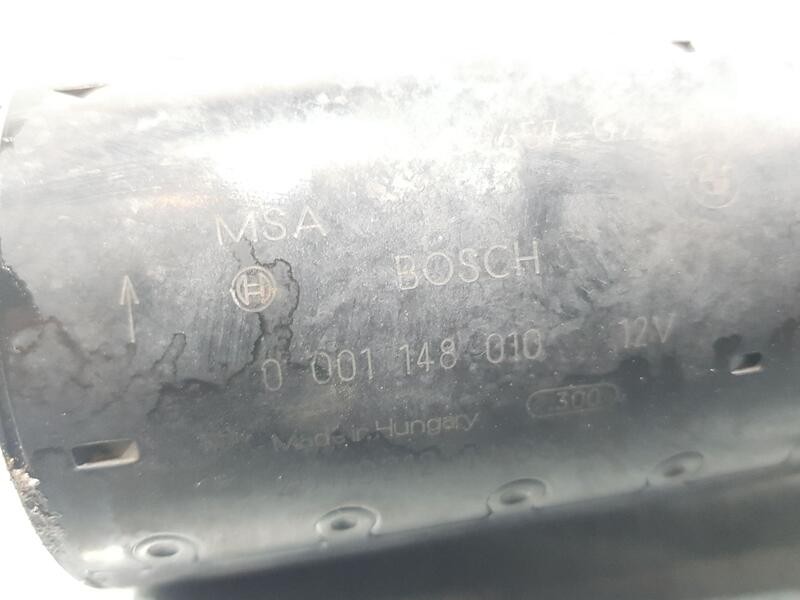 MSA
BOSCH
0 001 148 010 12V
300
Made in Hungary